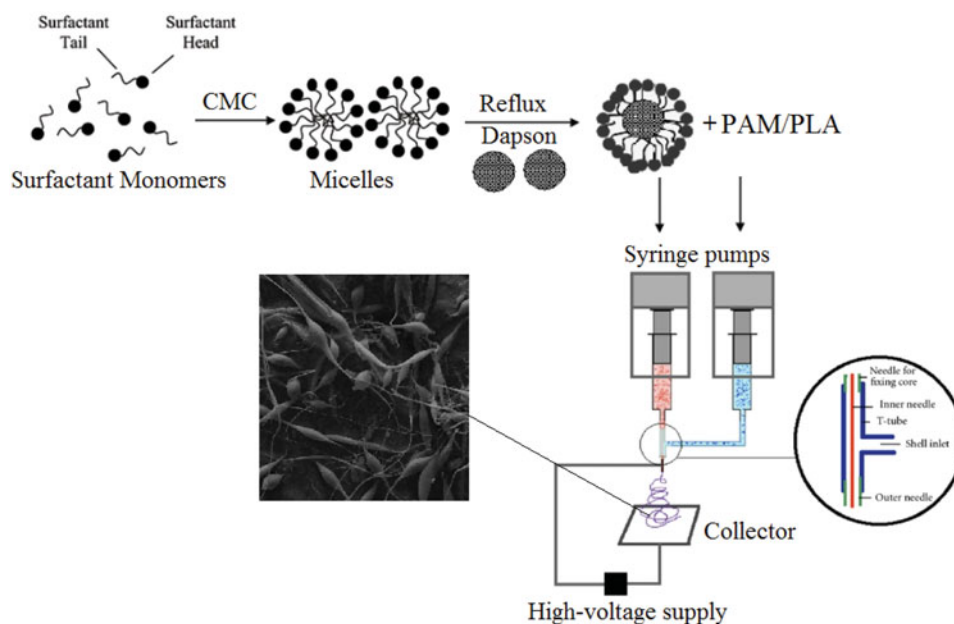 Surfactant
Tail
Surfactant
Head
CMC
Reflux
Dapson
+ PAM/PLA
Surfactant Monomers
Micelles
Syringe pumps
Needle for
fixing core
Inner needle
T-tube
Shell inlet
Outer needle
Collector
High-voltage supply